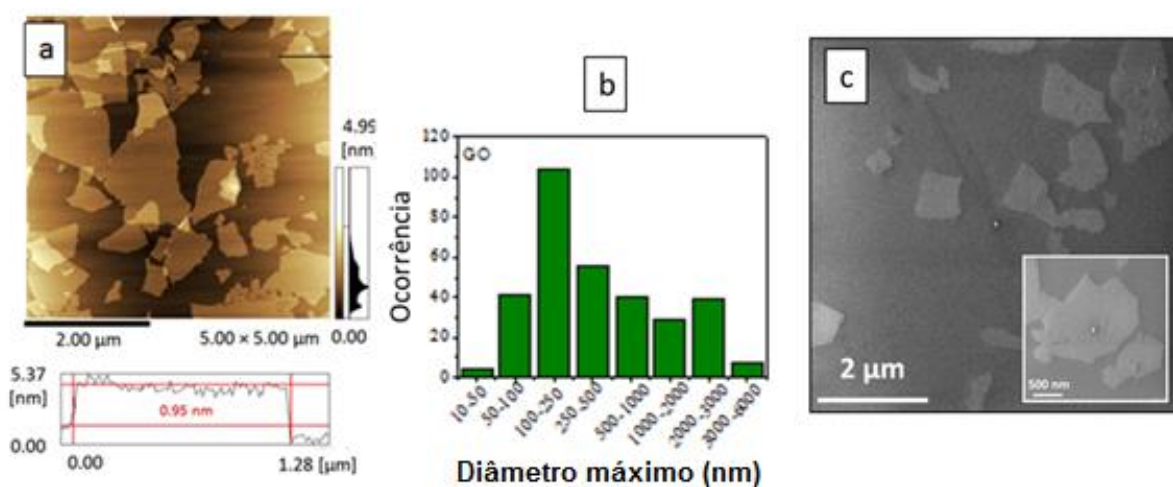 a
4.99
[nm]
2.00 µm
5.00 × 5.00 µm
0.00
5.37
[nm]
0.95 nm
0.00
0.00
1.28 [µm]
b
Ocorrência
120
100
80
60
40
20
0
GO
10-50
50-100
100-250
250-500
500-1000
1000-2000
2000-3000
3000-6000
Diâmetro máximo (nm)
c
2 µm
500 nm